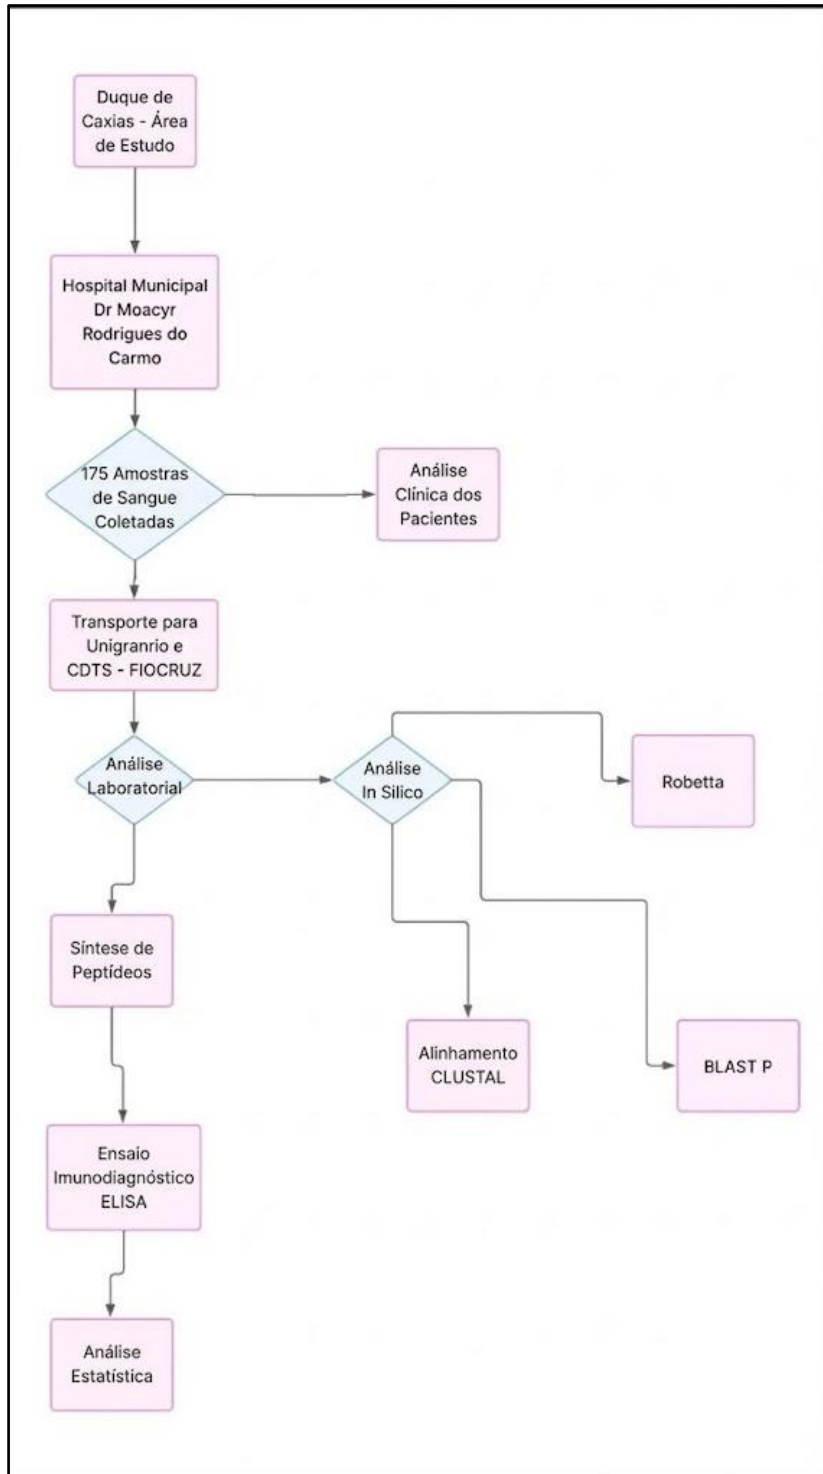 Duque de
Caxias - Área
de Estudo
Hospital Municipal
Dr Moacyr
Rodrigues do
Carmo
175 Amostras
de Sangue
Coletadas
Análise
Clínica dos
Pacientes
Transporte para
Unigranrio e
CDTS - FIOCRUZ
Análise
Laboratorial
Análise
In Silico
Robetta
Síntese de
Peptídeos
Alinhamento
CLUSTAL
BLAST P
Ensaio
Imunodiagnóstico
ELISA
Análise
Estatística